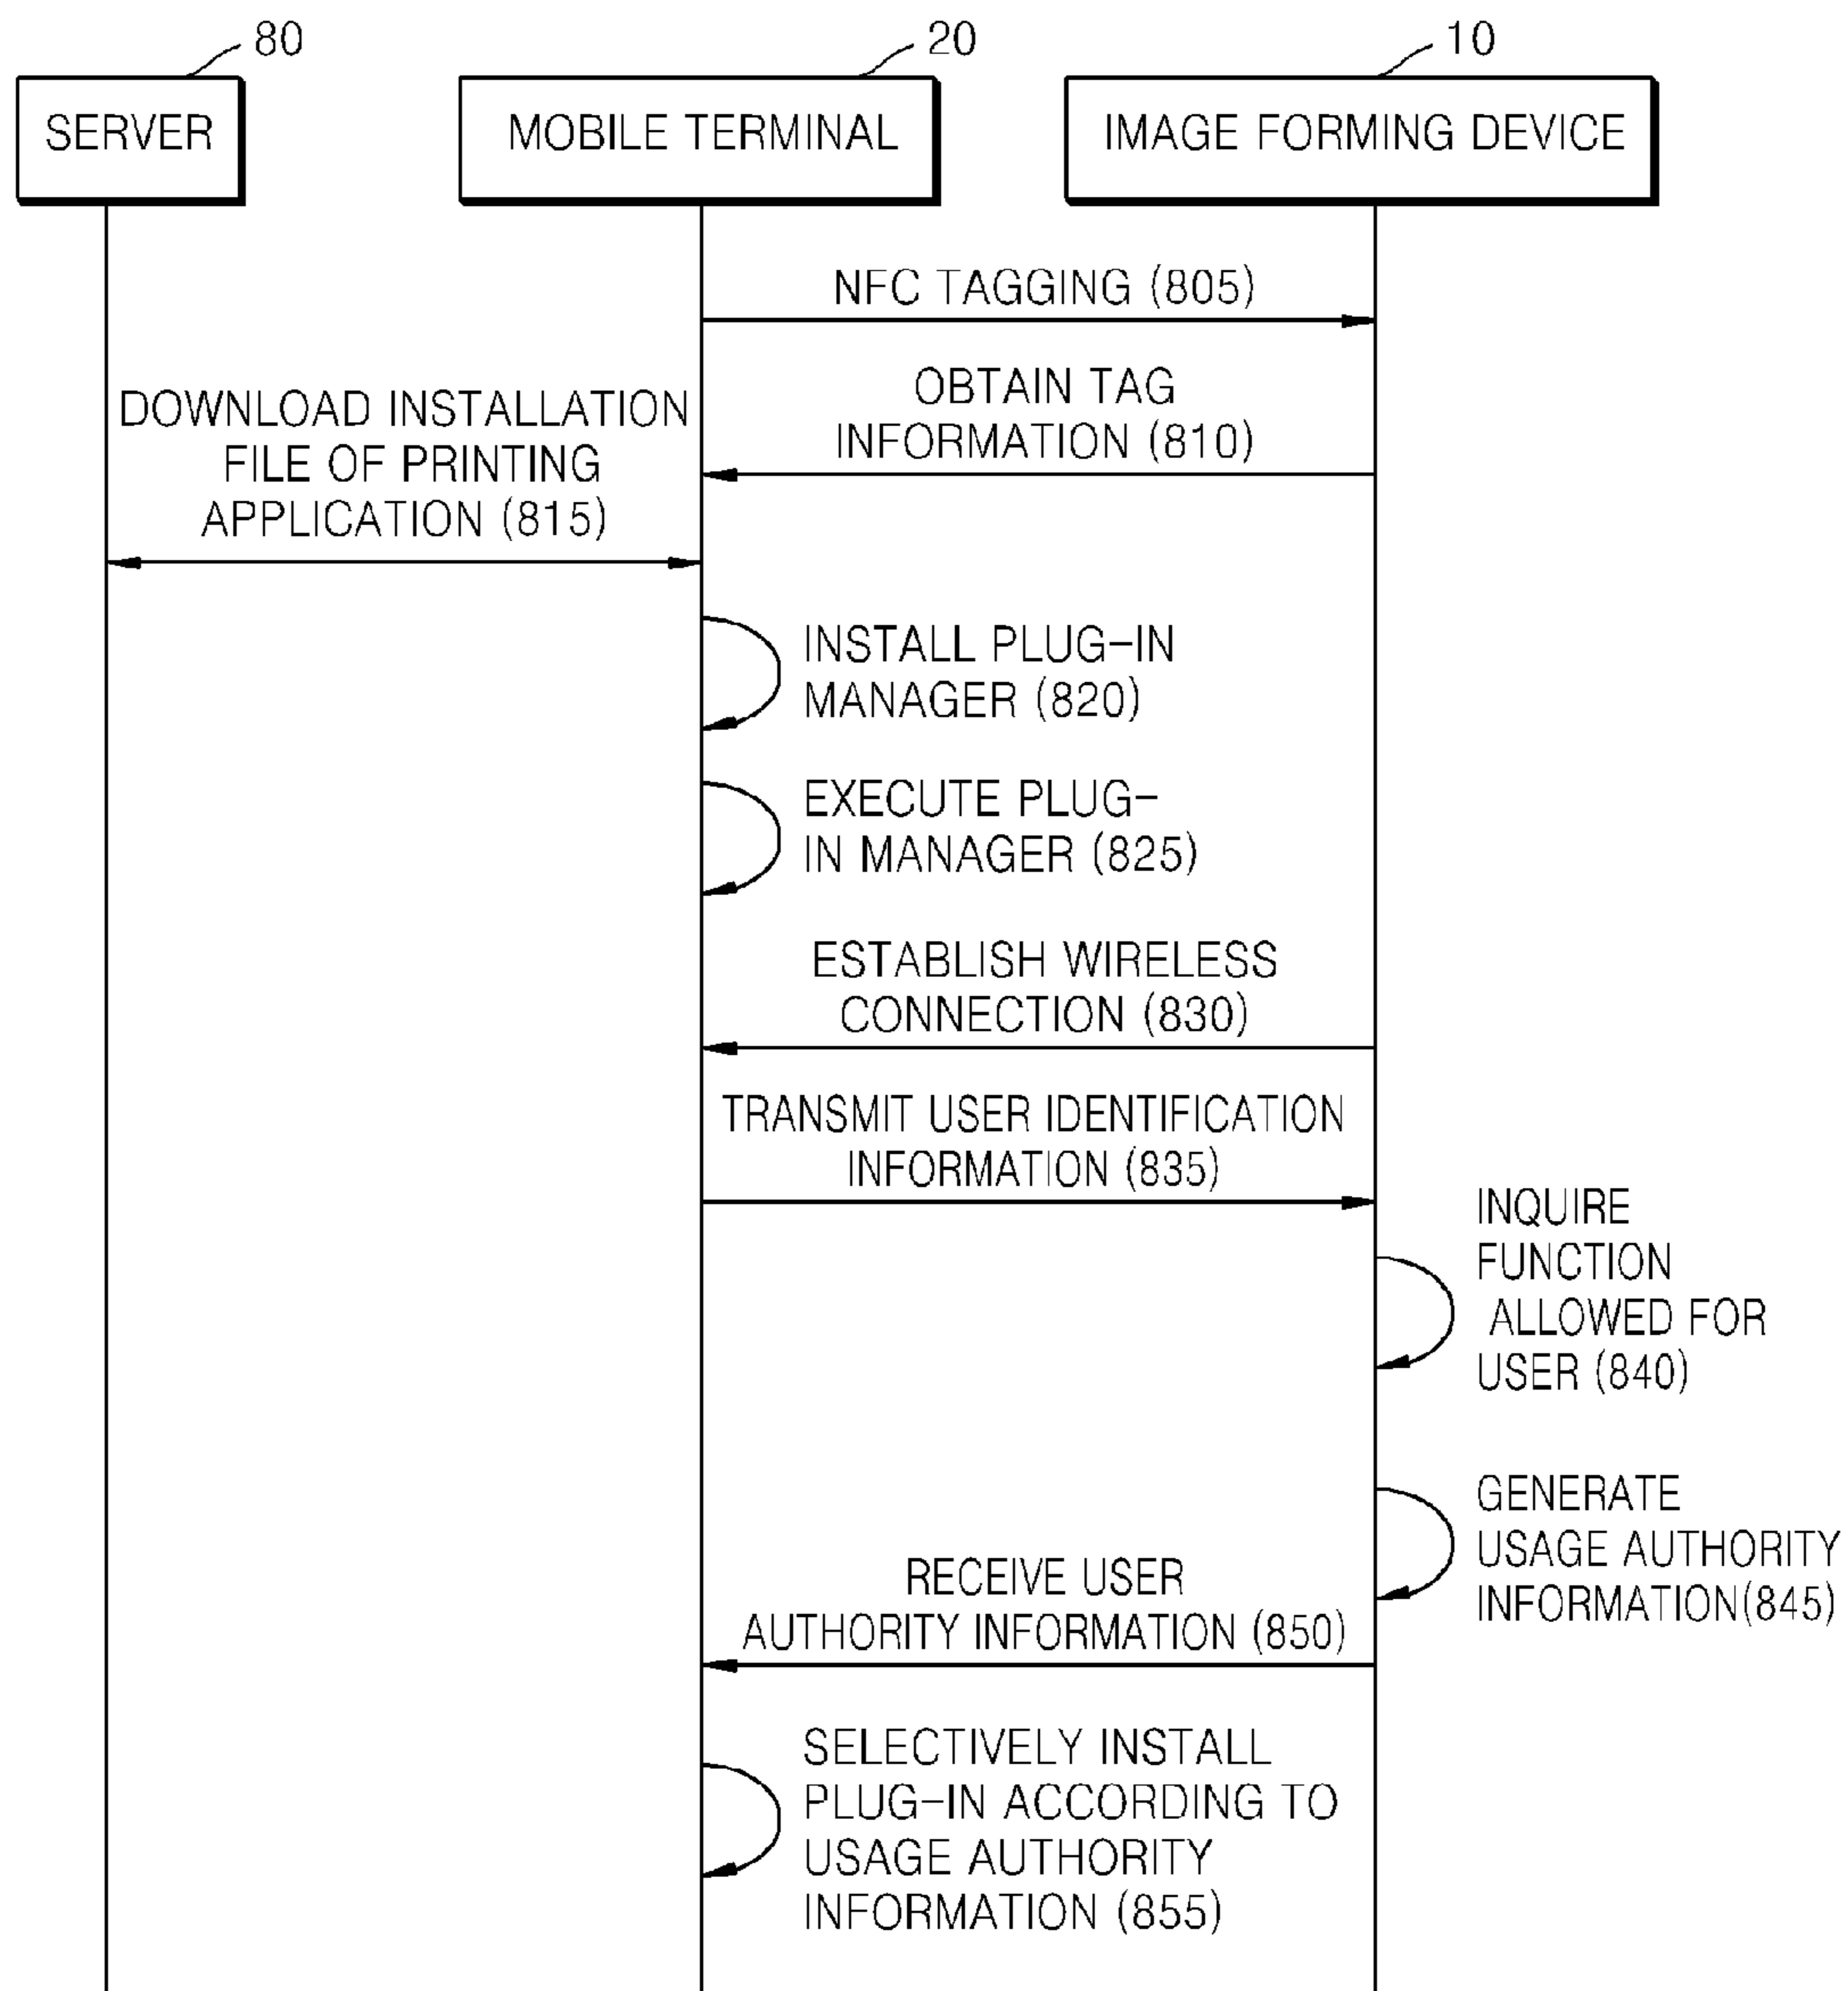 80
20
10
SERVER
MOBILE TERMINAL
IMAGE FORMING DEVICE
NFC TAGGING (805)
OBTAIN TAG
INFORMATION (810)
DOWNLOAD INSTALLATION
FILE OF PRINTING
APPLICATION (815)
INSTALL PLUG-IN
MANAGER (820)
EXECUTE PLUG-
IN MANAGER (825)
ESTABLISH WIRELESS
CONNECTION (830)
TRANSMIT USER IDENTIFICATION
INFORMATION (835)
INQUIRE
FUNCTION
ALLOWED FOR
USER (840)
GENERATE
USAGE AUTHORITY
INFORMATION(845)
RECEIVE USER
AUTHORITY INFORMATION (850)
SELECTIVELY INSTALL
PLUG-IN ACCORDING TO
USAGE AUTHORITY
INFORMATION (855)